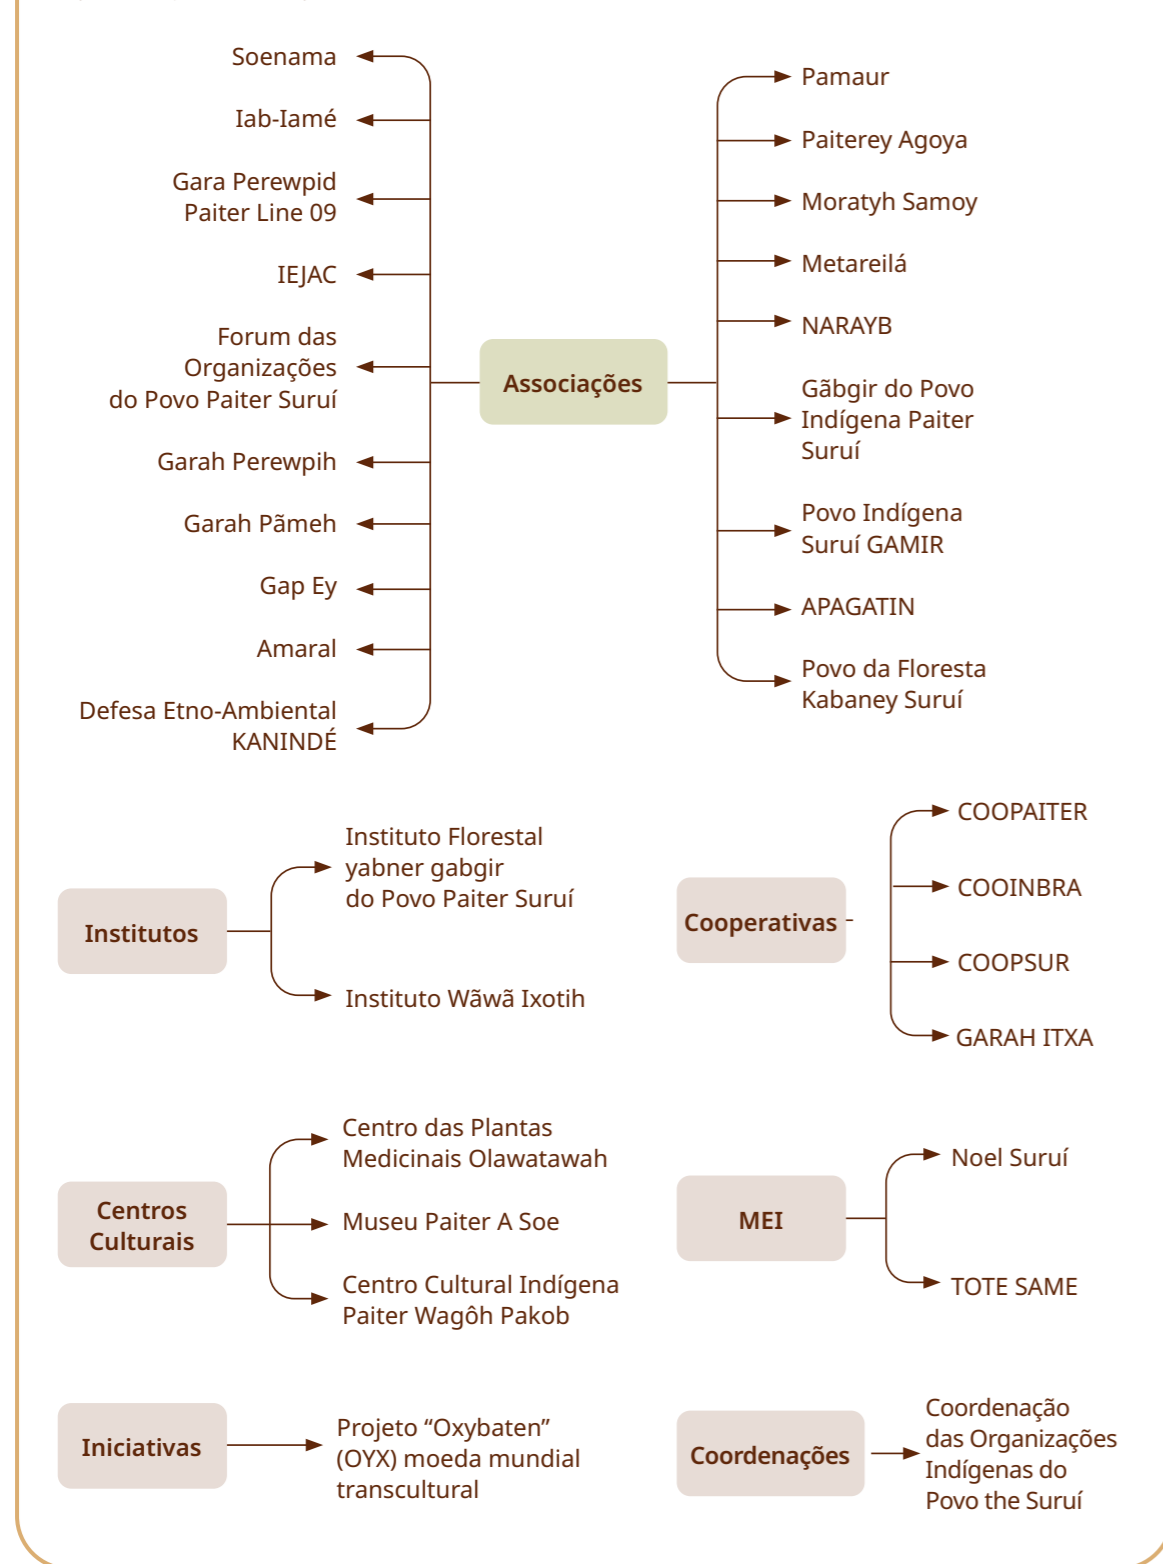 Soenama
Iab-Iamé
Gara Perewpid
Paiter Line 09
IEJAC
Forum das
Organizações
do Povo Paiter Suruí
Garah Perewpih
Garah Pãmeh
Gap Ey
Amaral
Defesa Etno-Ambiental
KANINDÉ
Associações
Pamaur
Paiterey Agoya
Moratyh Samoy
Metareilá
NARAYB
Gãbgir do Povo
Indígena Paiter
Suruí
Povo Indígena
Suruí GAMIR
APAGATIN
Povo da Floresta
Kabaney Suruí
Institutos
Instituto Florestal
yabner gabgir
do Povo Paiter Suruí
Instituto Wãwã Ixotih
Cooperativas
COOPAITER
COOINBRA
COOPSUR
GARAH ITXA
Centros
Culturais
Centro das Plantas
Medicinais Olawatawah
Museu Paiter A Soe
Centro Cultural Indígena
Paiter Wagôh Pakob
MEI
Noel Suruí
TOTE SAME
Iniciativas
Projeto “Oxybaten”
(OYX) moeda mundial
transcultural
Coordenações
Coordenação
das Organizações
Indígenas do
Povo the Suruí